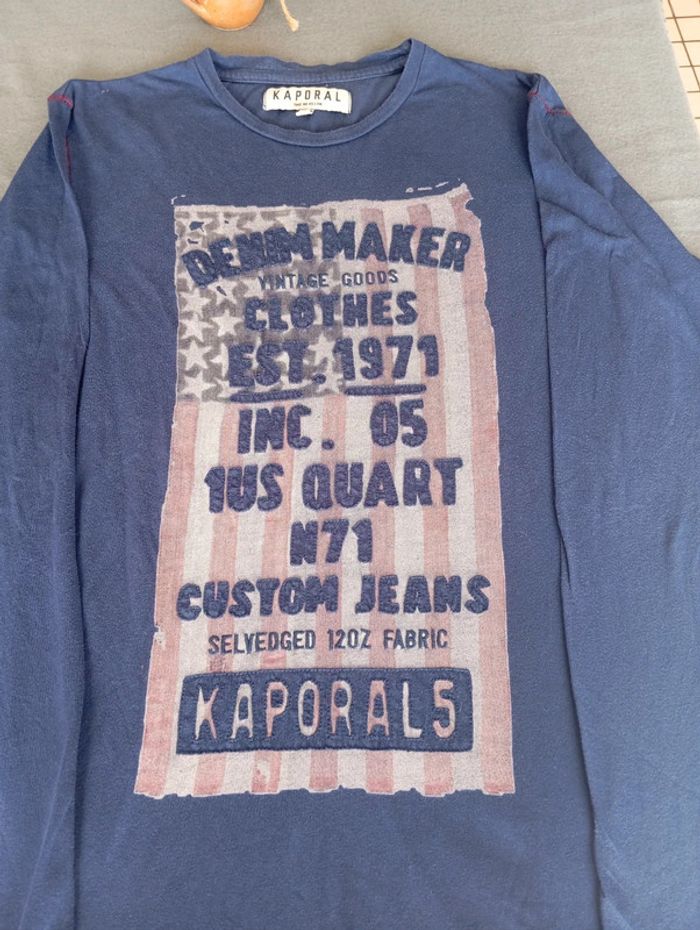 KAPORAL
DENIM MAKER
VINTAGE GOODS
CLOTHES
EST. 1971
INC. 05
1US QUART
N71
CUSTOM JEANS
SELVEDGED 12OZ FABRIC
KAPORAL5